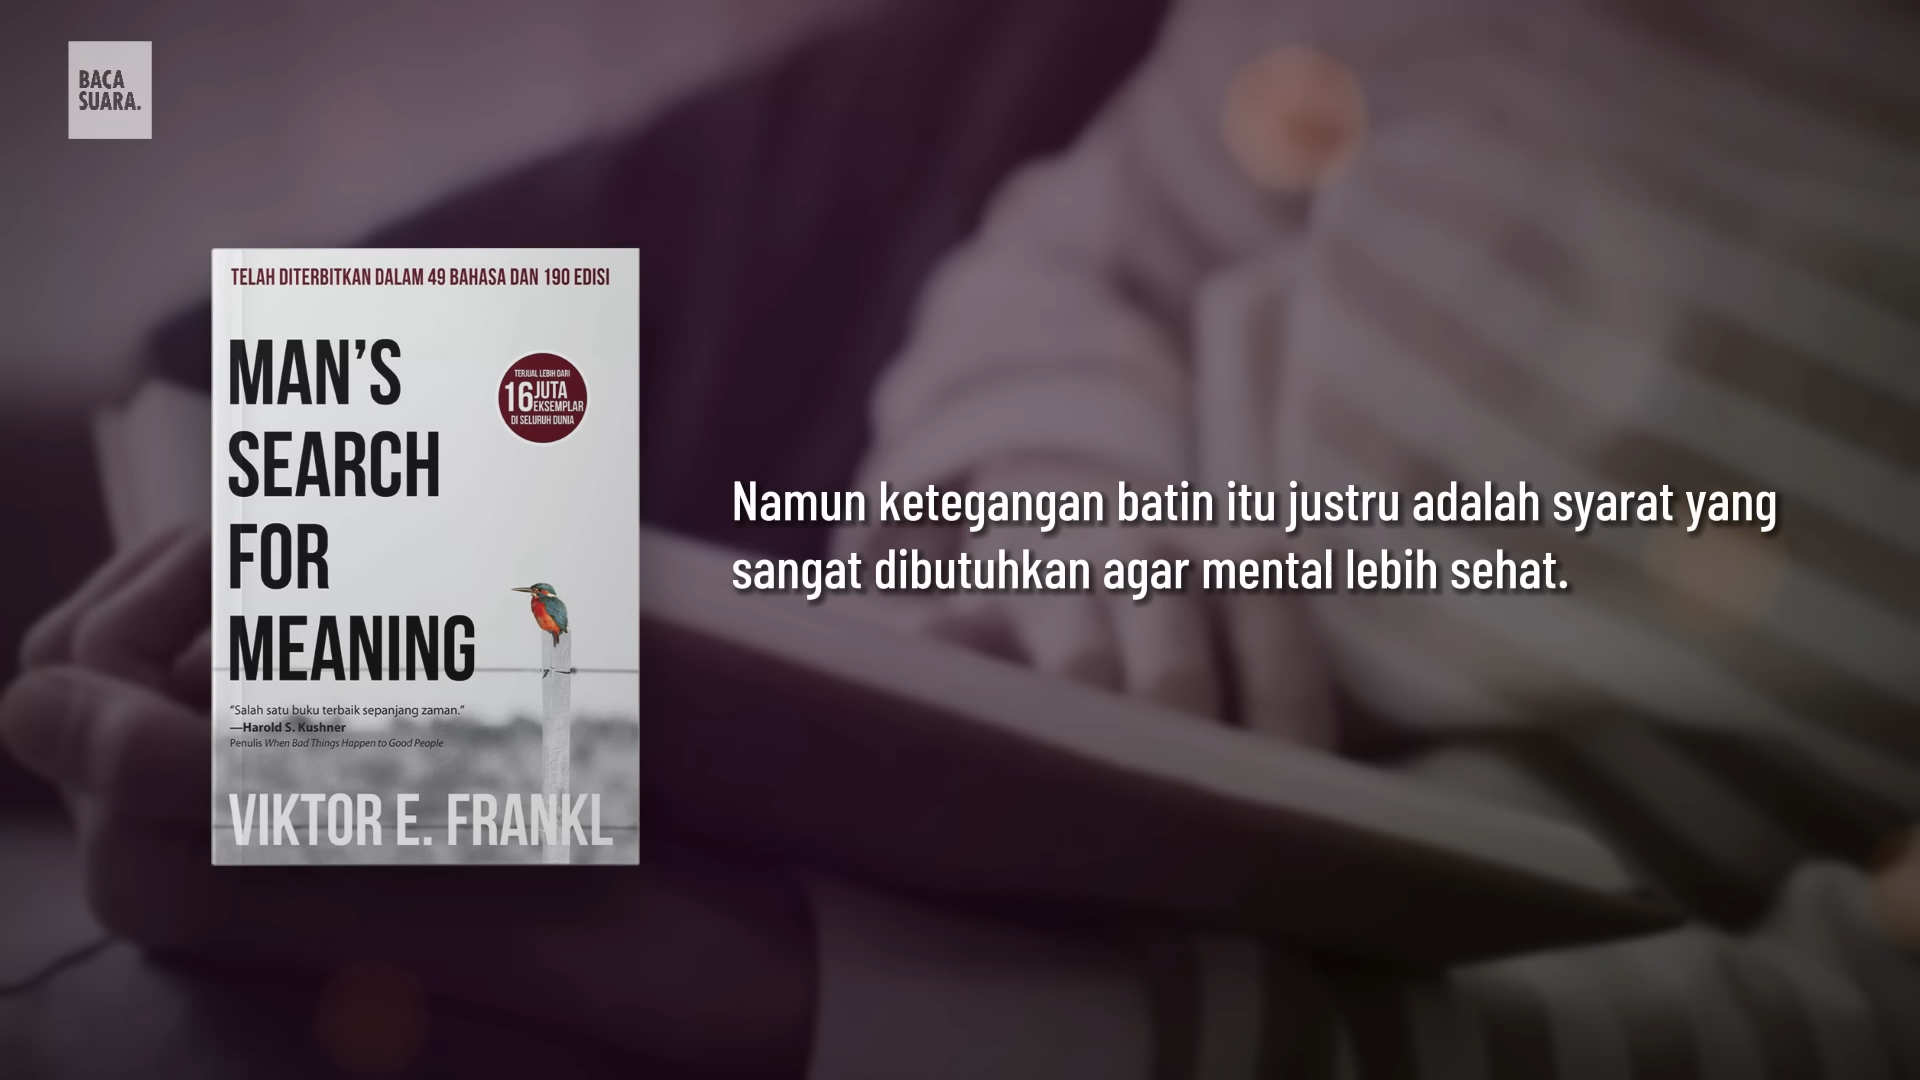 BACA
SUARA.
TELAH DITERBITKAN DALAM 49 BAHASA DAN 190 EDISI
MAN'S
SEARCH
FOR
MEANING
TERJUAL LEBIH DARI
16 JUTA
EKSEMPLAR
DI SELURUH DUNIA
“Salah satu buku terbaik sepanjang zaman.”
—Harold S. Kushner
Penulis When Bad Things Happen to Good People
VIKTOR E. FRANKL
Namun ketegangan batin itu justru adalah syarat yang
sangat dibutuhkan agar mental lebih sehat.